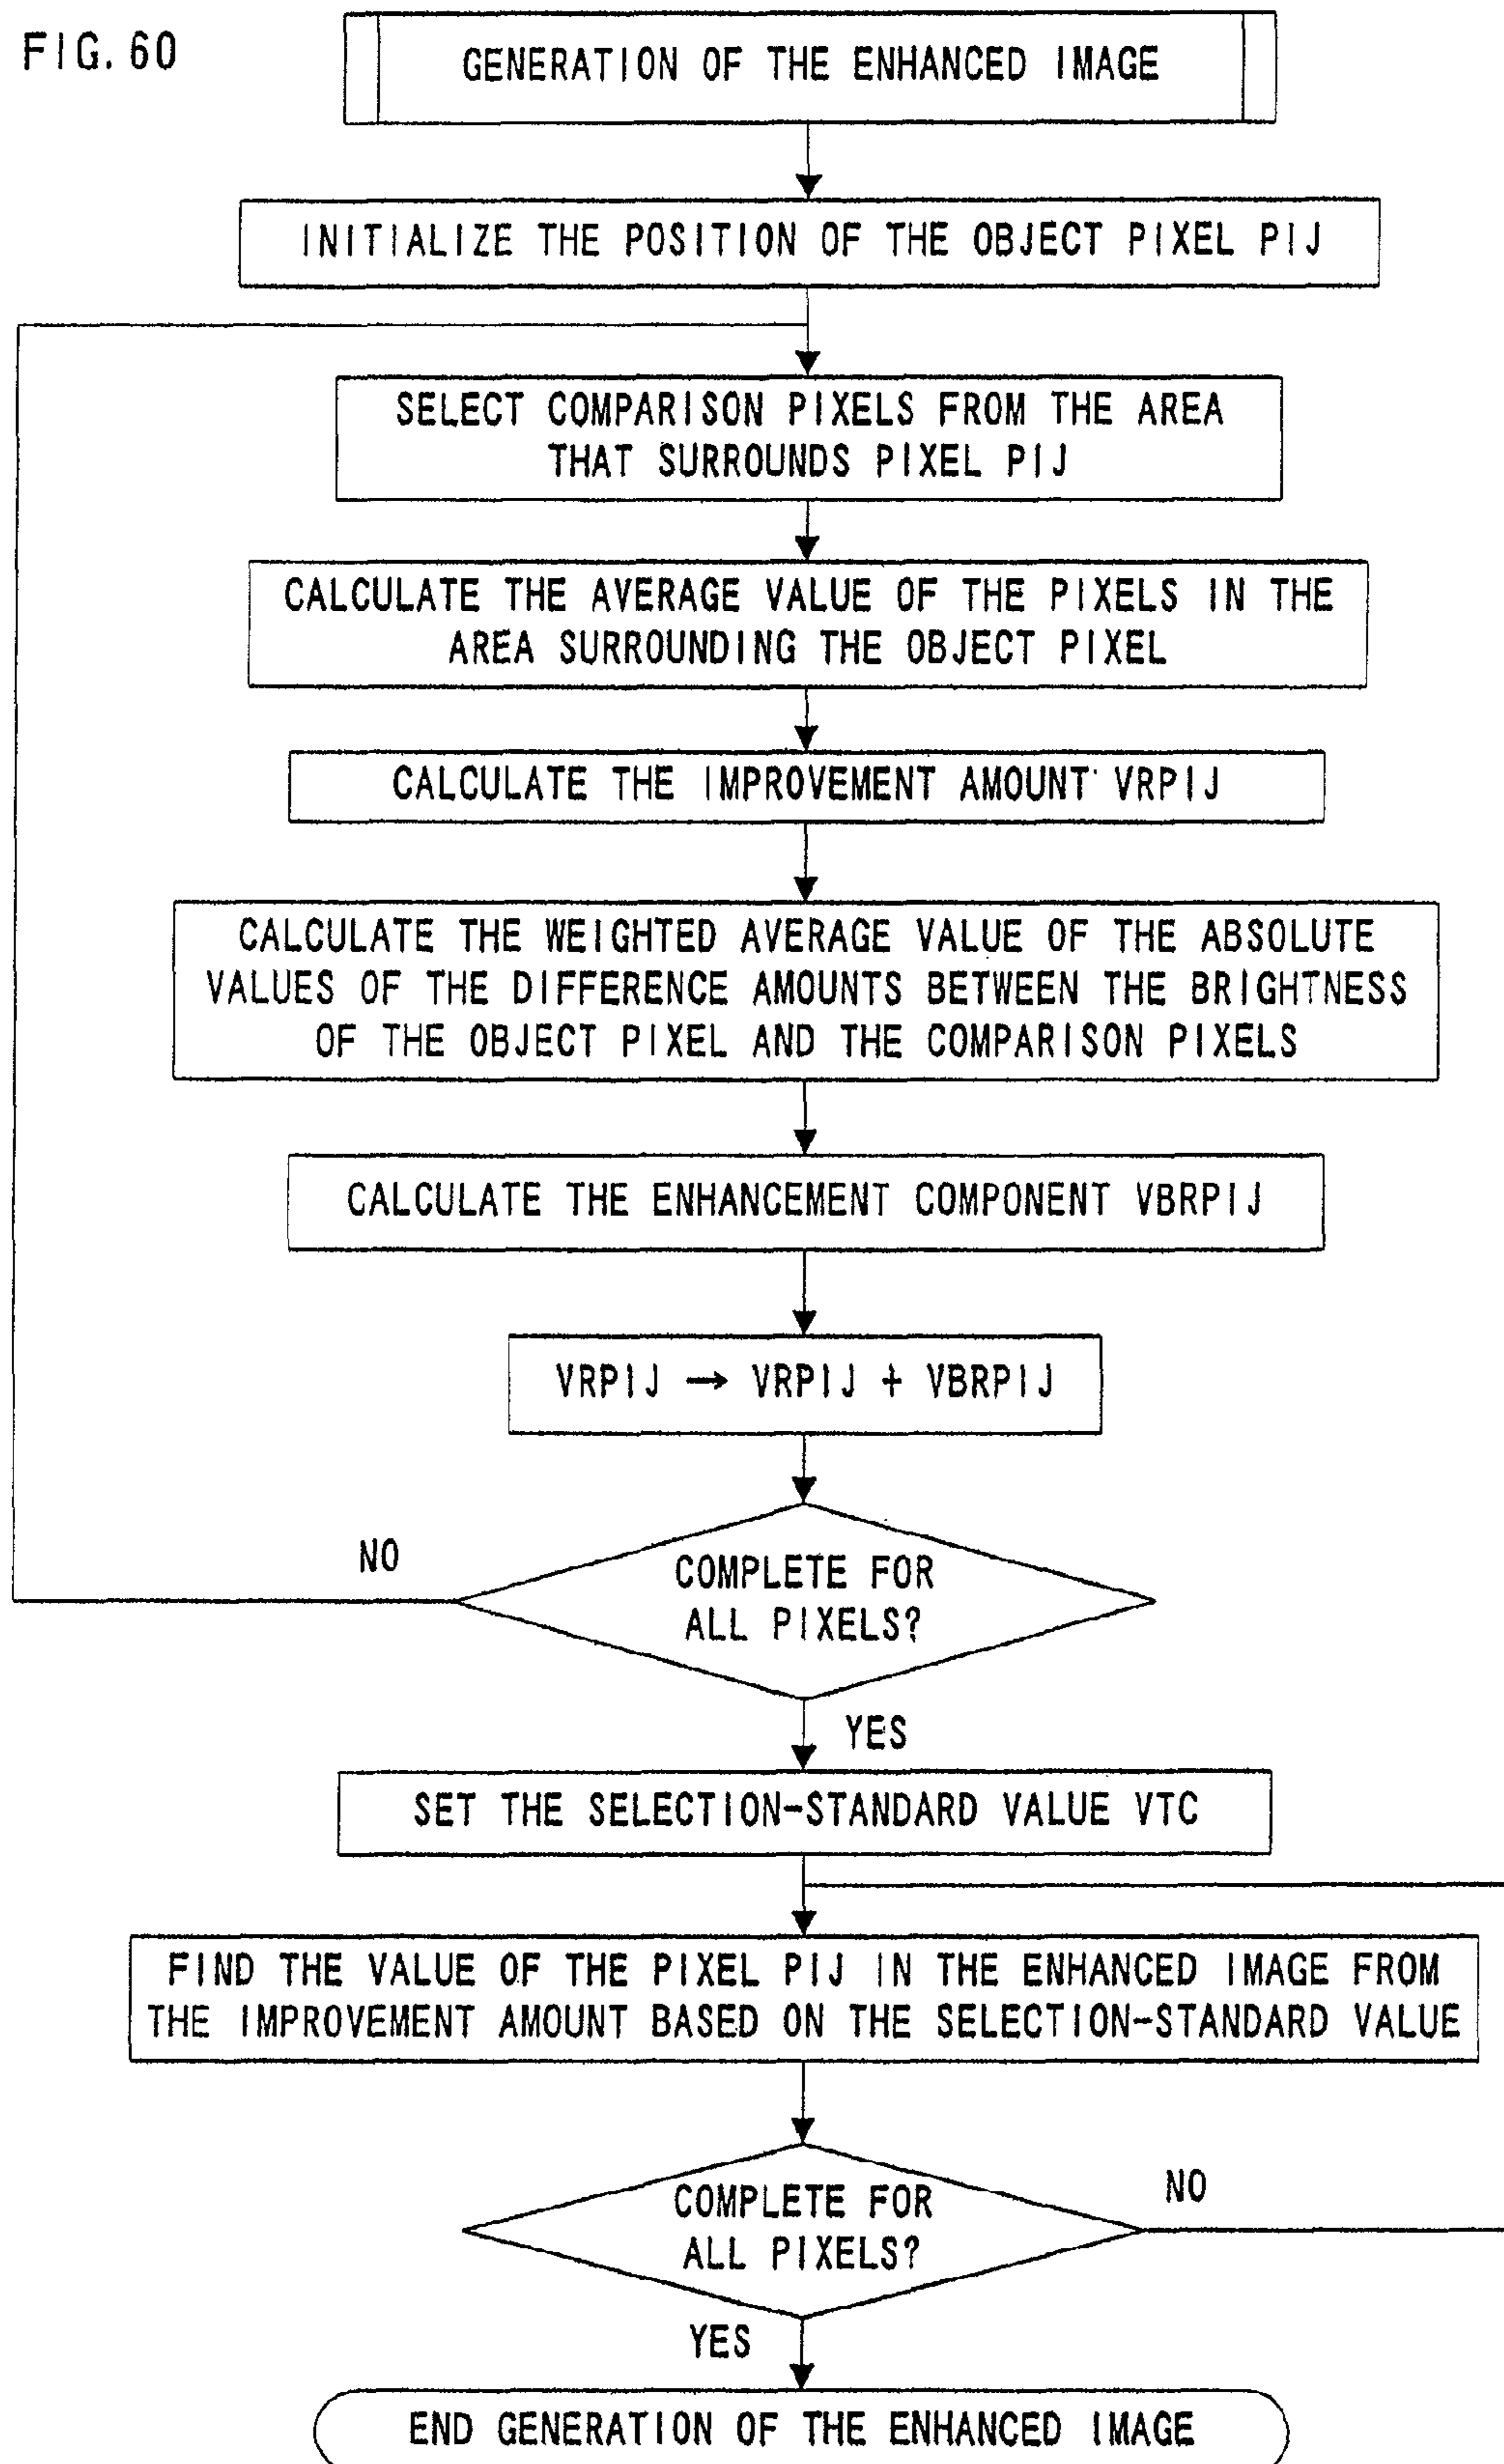 FIG. 60
GENERATION OF THE ENHANCED IMAGE
INITIALIZE THE POSITION OF THE OBJECT PIXEL PIJ
SELECT COMPARISON PIXELS FROM THE AREA
THAT SURROUNDS PIXEL PIJ
CALCULATE THE AVERAGE VALUE OF THE PIXELS IN THE
AREA SURROUNDING THE OBJECT PIXEL
CALCULATE THE IMPROVEMENT AMOUNT VRPIJ
CALCULATE THE WEIGHTED AVERAGE VALUE OF THE ABSOLUTE
VALUES OF THE DIFFERENCE AMOUNTS BETWEEN THE BRIGHTNESS
OF THE OBJECT PIXEL AND THE COMPARISON PIXELS
CALCULATE THE ENHANCEMENT COMPONENT VBRPIJ
VRPIJ → VRPIJ + VBRPIJ
NO
COMPLETE FOR
ALL PIXELS?
YES
SET THE SELECTION-STANDARD VALUE VTC
FIND THE VALUE OF THE PIXEL PIJ IN THE ENHANCED IMAGE FROM
THE IMPROVEMENT AMOUNT BASED ON THE SELECTION-STANDARD VALUE
COMPLETE FOR
ALL PIXELS?
NO
YES
END GENERATION OF THE ENHANCED IMAGE